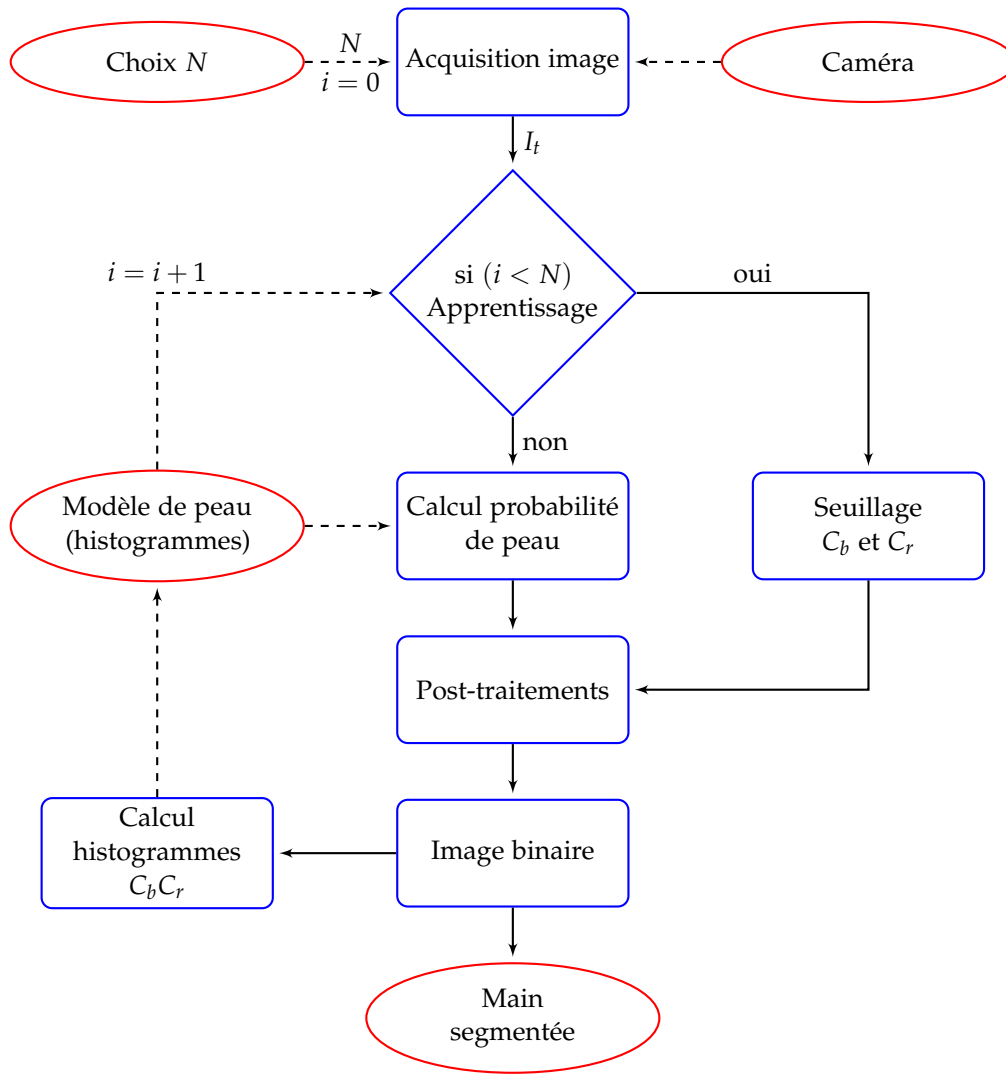 Choix N
N
i = 0
Acquisition image
Caméra
I_t
i = i + 1
si (i < N)
Apprentissage
oui
non
Modèle de peau
(histogrammes)
Calcul probabilité
de peau
Seuillage
C_b et C_r
Post-traitements
Calcul
histogrammes
C_bC_r
Image binaire
Main
segmentée